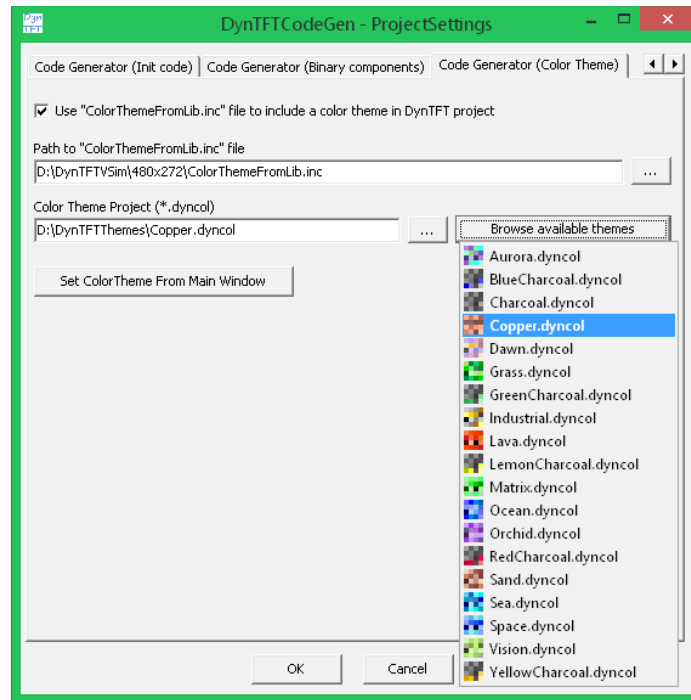 Dyn
TFT
DynTFTCodeGen - ProjectSettings
Code Generator (Init code) Code Generator (Binary components) Code Generator (Color Theme)
Use "ColorThemeFromLib.inc" file to include a color theme in DynTFT project
Path to "ColorThemeFromLib.inc" file
D:\DynTFTVSim\480x272\ColorThemeFromLib.inc ...
Color Theme Project (*.dyncol)
D:\DynTFTThemes\Copper.dyncol ... Browse available themes
Set ColorTheme From Main Window
Aurora.dyncol
BlueCharcoal.dyncol
Charcoal.dyncol
Copper.dyncol
Dawn.dyncol
Grass.dyncol
GreenCharcoal.dyncol
Industrial.dyncol
Lava.dyncol
LemonCharcoal.dyncol
Matrix.dyncol
Ocean.dyncol
Orchid.dyncol
RedCharcoal.dyncol
Sand.dyncol
Sea.dyncol
Space.dyncol
Vision.dyncol
YellowCharcoal.dyncol
OK Cancel